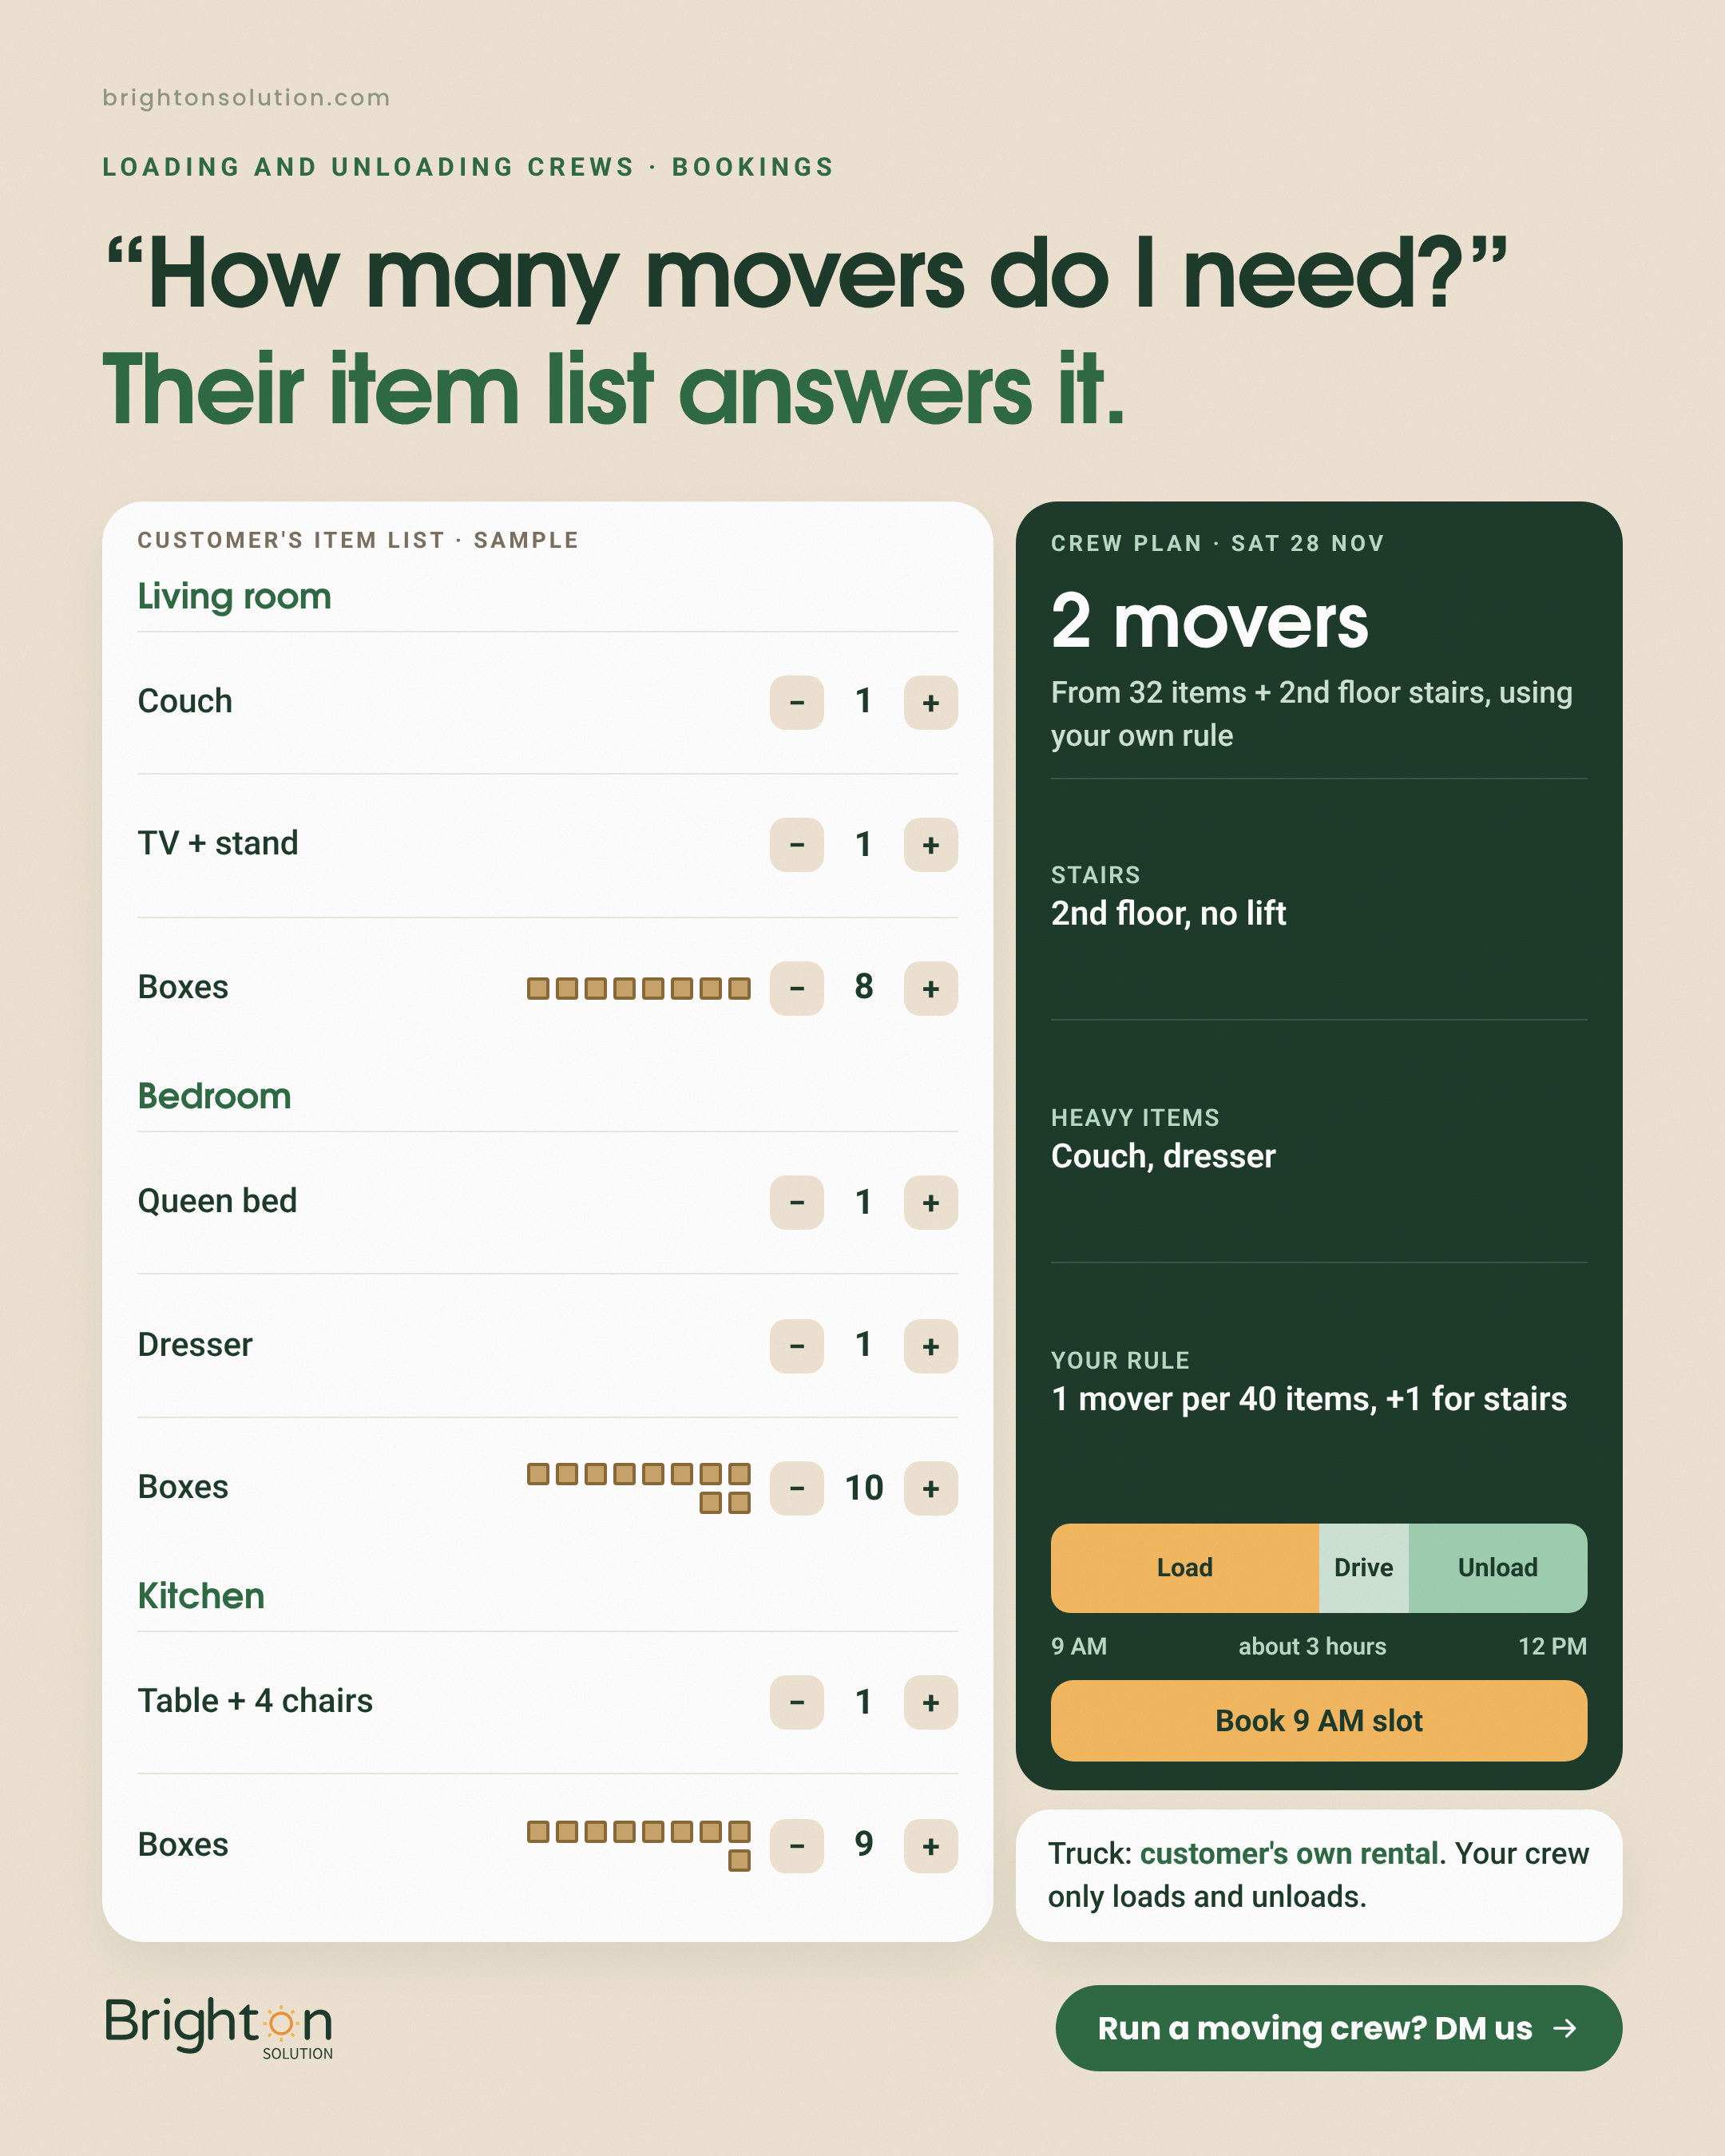 brightonsolution.com
LOADING AND UNLOADING CREWS · BOOKINGS
“How many movers do I need?”
Their item list answers it.
CUSTOMER'S ITEM LIST · SAMPLE
Living room
Couch − 1 +
TV + stand − 1 +
Boxes − 8 +
Bedroom
Queen bed − 1 +
Dresser − 1 +
Boxes − 10 +
Kitchen
Table + 4 chairs − 1 +
Boxes − 9 +
CREW PLAN · SAT 28 NOV
2 movers
From 32 items + 2nd floor stairs, using
your own rule
STAIRS
2nd floor, no lift
HEAVY ITEMS
Couch, dresser
YOUR RULE
1 mover per 40 items, +1 for stairs
Load Drive Unload
9 AM about 3 hours 12 PM
Book 9 AM slot
Truck: customer's own rental. Your crew
only loads and unloads.
Brighton
SOLUTION
Run a moving crew? DM us →